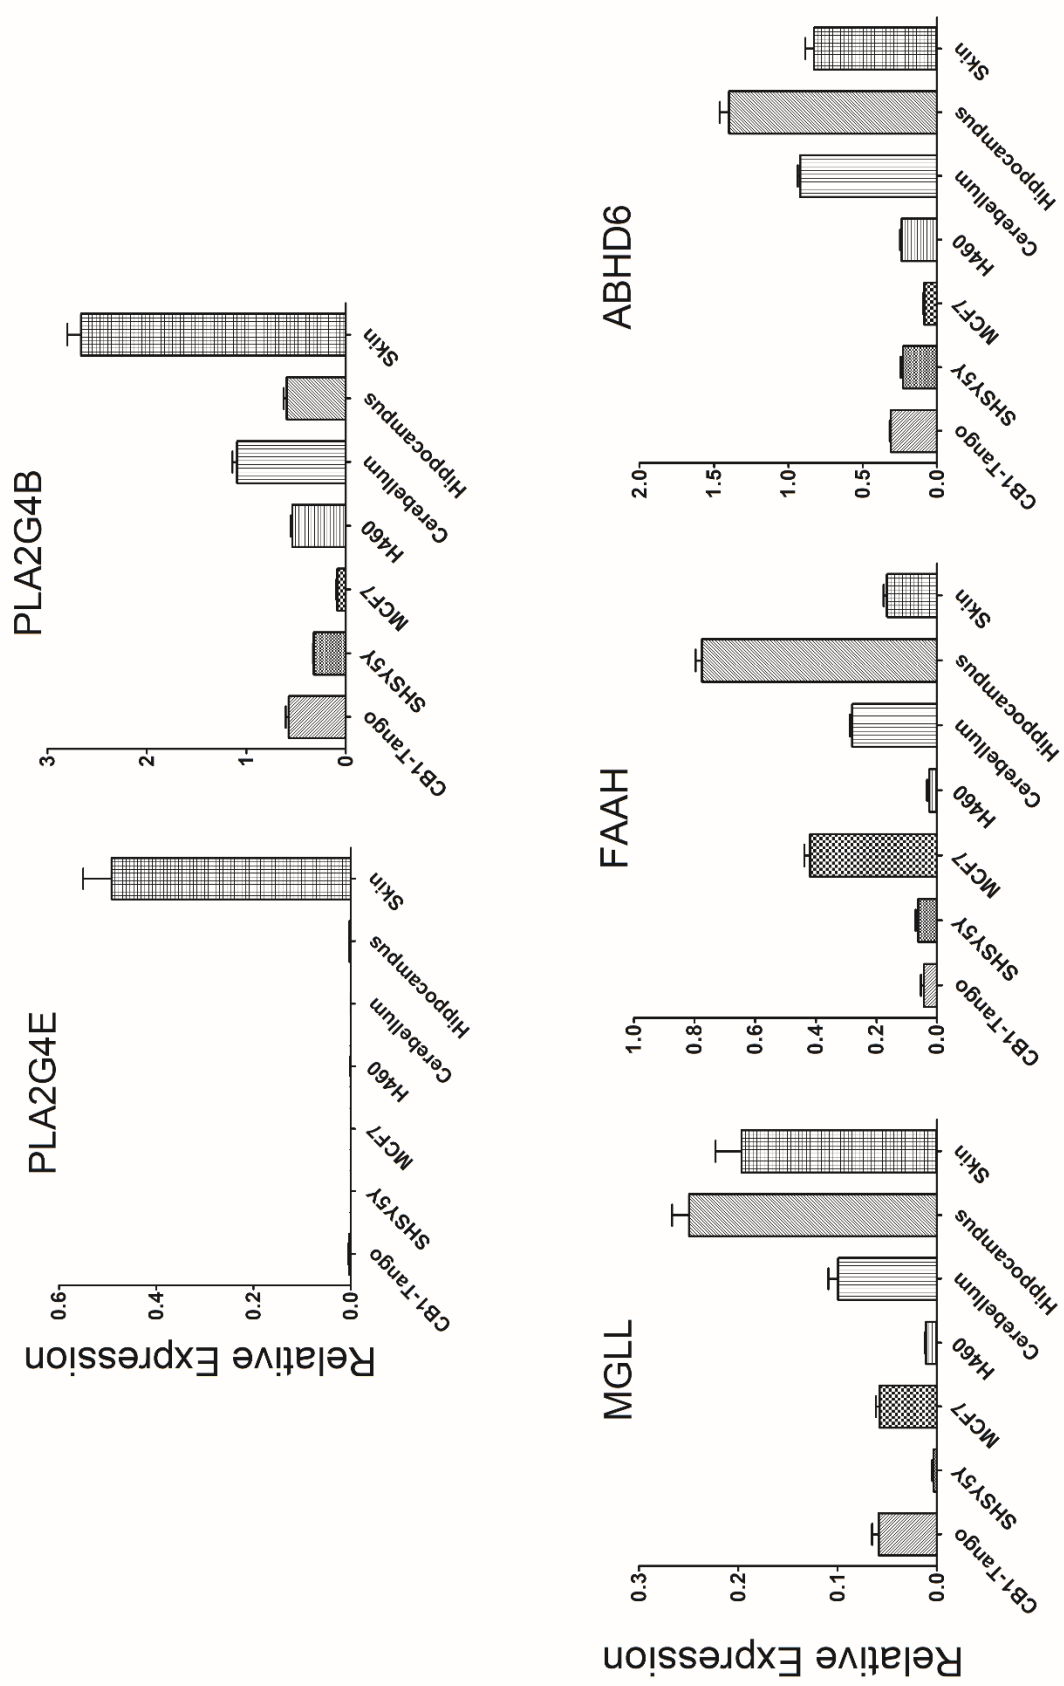 PLA2G4E
Relative Expression
0.6
0.4
0.2
0.0
CB1-Tango
SHSY5Y
MCF7
H460
Cerebellum
Hippocampus
Skin
PLA2G4B
3
2
1
0
CB1-Tango
SHSY5Y
MCF7
H460
Cerebellum
Hippocampus
Skin
MGLL
Relative Expression
0.3
0.2
0.1
0.0
CB1-Tango
SHSY5Y
MCF7
H460
Cerebellum
Hippocampus
Skin
FAAH
1.0
0.8
0.6
0.4
0.2
0.0
CB1-Tango
SHSY5Y
MCF7
H460
Cerebellum
Hippocampus
Skin
ABHD6
2.0
1.5
1.0
0.5
0.0
CB1-Tango
SHSY5Y
MCF7
H460
Cerebellum
Hippocampus
Skin